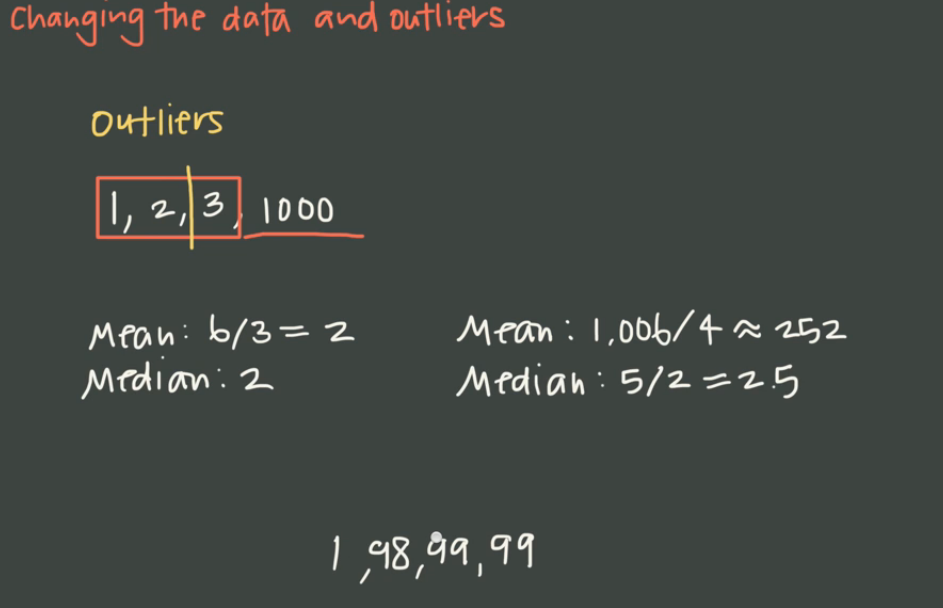 Changing the data and outliers
Outliers
1, 2, 3, 1000
Mean: 6/3 = 2
Median: 2
Mean: 1,006/4 ≈ 252
Median: 5/2 = 2.5
1, 98, 99, 99